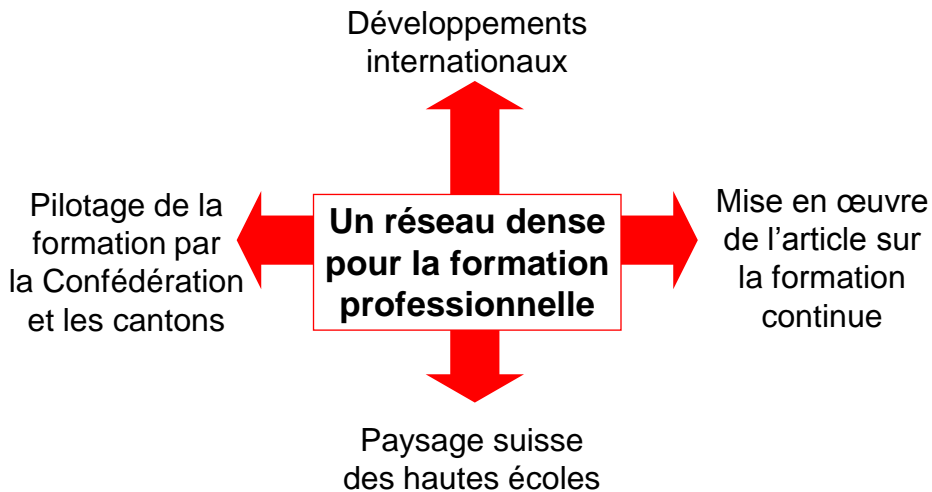 Développements
internationaux
Pilotage de la
formation par
la Confédération
et les cantons
Un réseau dense
pour la formation
professionnelle
Mise en œuvre
de l’article sur
la formation
continue
Paysage suisse
des hautes écoles